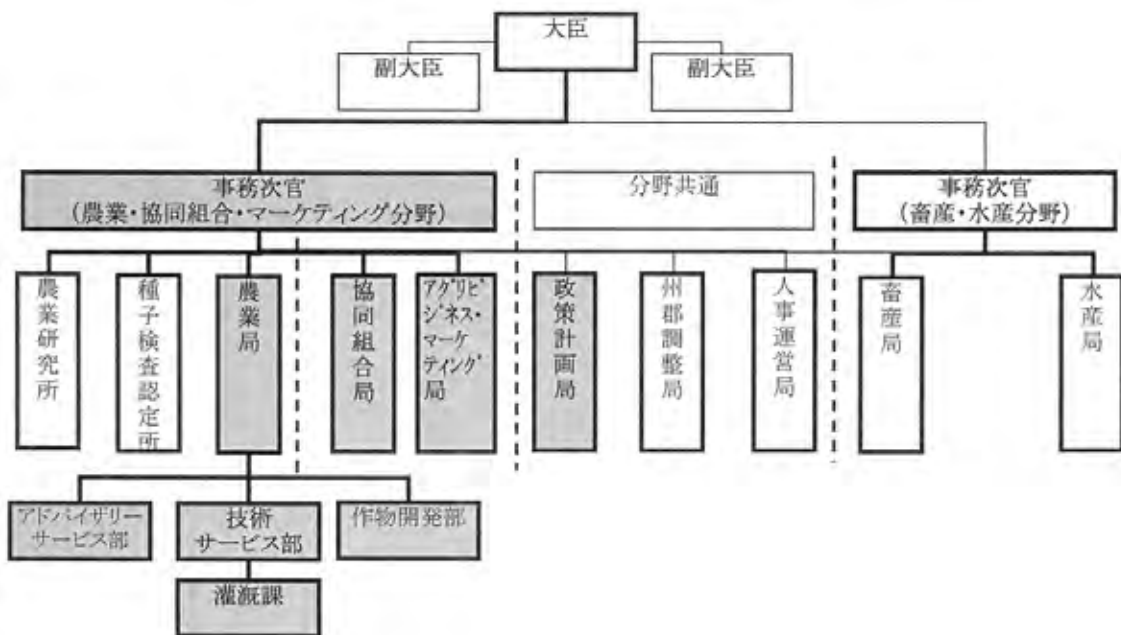 大臣
副大臣
副大臣
事務次官
(農業・協同組合・マーケティング分野)
分野共通
事務次官
(畜産・水産分野)
農業研究所
種子検査認定所
農業局
協同組合局
アグリビ
ジネス・
マーケ
ティング
局
政策計画局
州郡調整局
人事運営局
畜産局
水産局
アドバイザリー
サービス部
技術
サービス部
作物開発部
灌漑課